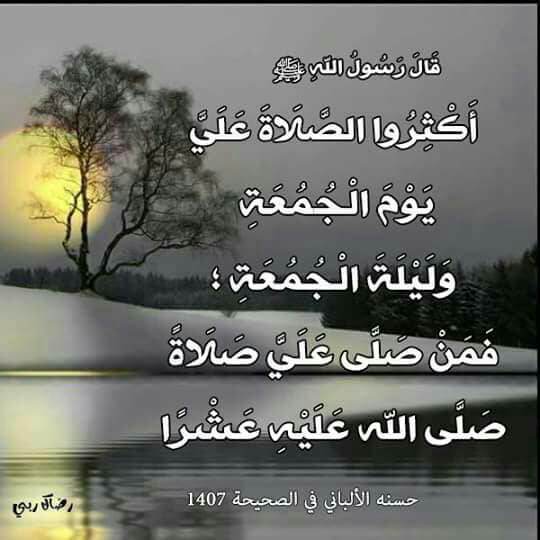 قَالَ رَسُولُ اللهِ ﷺ
أَكْثِرُوا الصَّلَاةَ عَلَيَّ
يَوْمَ الْجُمُعَةِ
وَلَيْلَةَ الْجُمُعَةِ ؛
فَمَنْ صَلَّى عَلَيَّ صَلَاةً
صَلَّى اللّه عَلَيْهِ عَشْرًا
حسنه الألباني في الصحيحة 1407
رضاك ربي